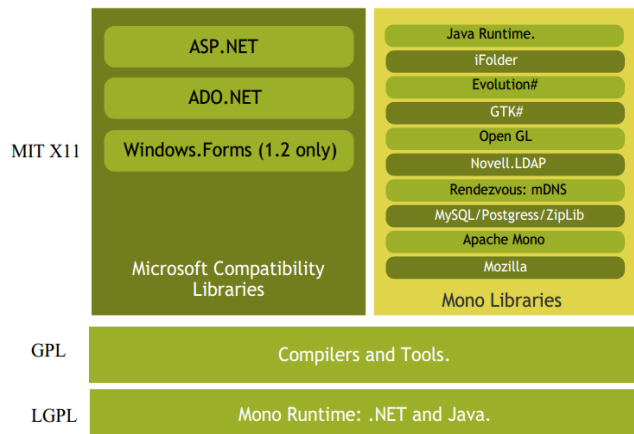 ASP.NET
ADO.NET
MIT X11
Windows.Forms (1.2 only)
Microsoft Compatibility
Libraries
Java Runtime.
iFolder
Evolution#
GTK#
Open GL
Novell.LDAP
Rendezvous: mDNS
MySQL/Postgress/ZipLib
Apache Mono
Mozilla
Mono Libraries
GPL
Compilers and Tools.
LGPL
Mono Runtime: .NET and Java.